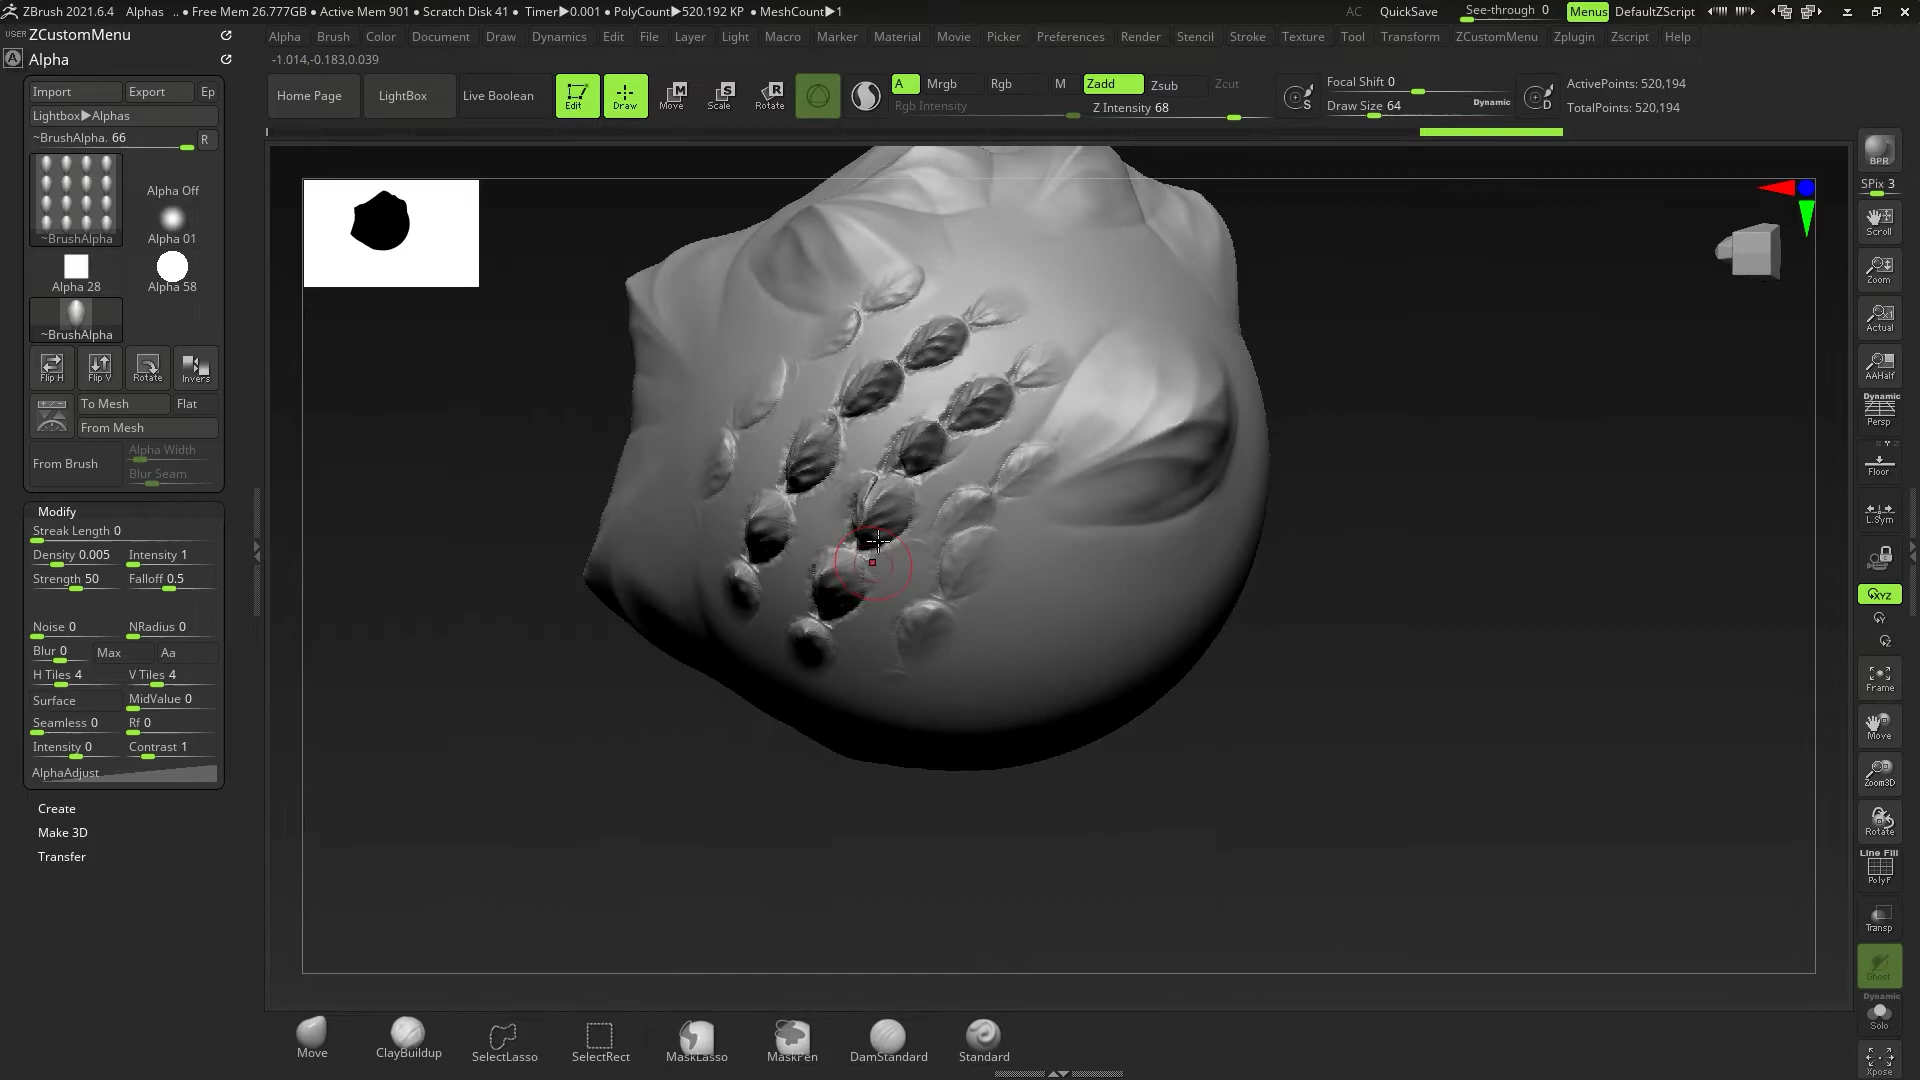 ZBrush 2021.6.4 Alphas .. • Free Mem 26.777GB • Active Mem 901 • Scratch Disk 41 • Timer▶0.001 • PolyCount▶520.192 KP • MeshCount▶1 AC QuickSave See-through 0 Menus DefaultZScript
USER ZCustomMenu
Alpha Brush Color Document Draw Dynamics Edit File Layer Light Macro Marker Material Movie Picker Preferences Render Stencil Stroke Texture Tool Transform ZCustomMenu Zplugin Zscript Help
A Alpha
-1.014,-0.183,0.039
Home Page LightBox Live Boolean Edit Draw Move Scale Rotate
A Mrgb Rgb M Zadd Zsub Zcut
Rgb Intensity Z Intensity 68
Focal Shift 0
Draw Size 64 Dynamic
ActivePoints: 520,194
TotalPoints: 520,194
Import Export Ep
Lightbox▶Alphas
~BrushAlpha. 66 R
Alpha Off
~BrushAlpha Alpha 01
Alpha 28 Alpha 58
~BrushAlpha
Flip H Flip V Rotate Invers
To Mesh Flat
From Mesh
Alpha Width
From Brush
Blur Seam
Modify
Streak Length 0
Density 0.005 Intensity 1
Strength 50 Falloff 0.5
Noise 0 NRadius 0
Blur 0 Max Aa
H Tiles 4 V Tiles 4
Surface MidValue 0
Seamless 0 Rf 0
Intensity 0 Contrast 1
AlphaAdjust
Create
Make 3D
Transfer
BPR
SPix 3
Scroll
Zoom
Actual
AAHalf
Dynamic
Persp
Floor
L.Sym
XYZ
Frame
Move
Zoom3D
Rotate
Line Fill
PolyF
Transp
Ghost
Dynamic
Solo
Xpose
Move ClayBuildup SelectLasso SelectRect MaskLasso MaskPen DamStandard Standard